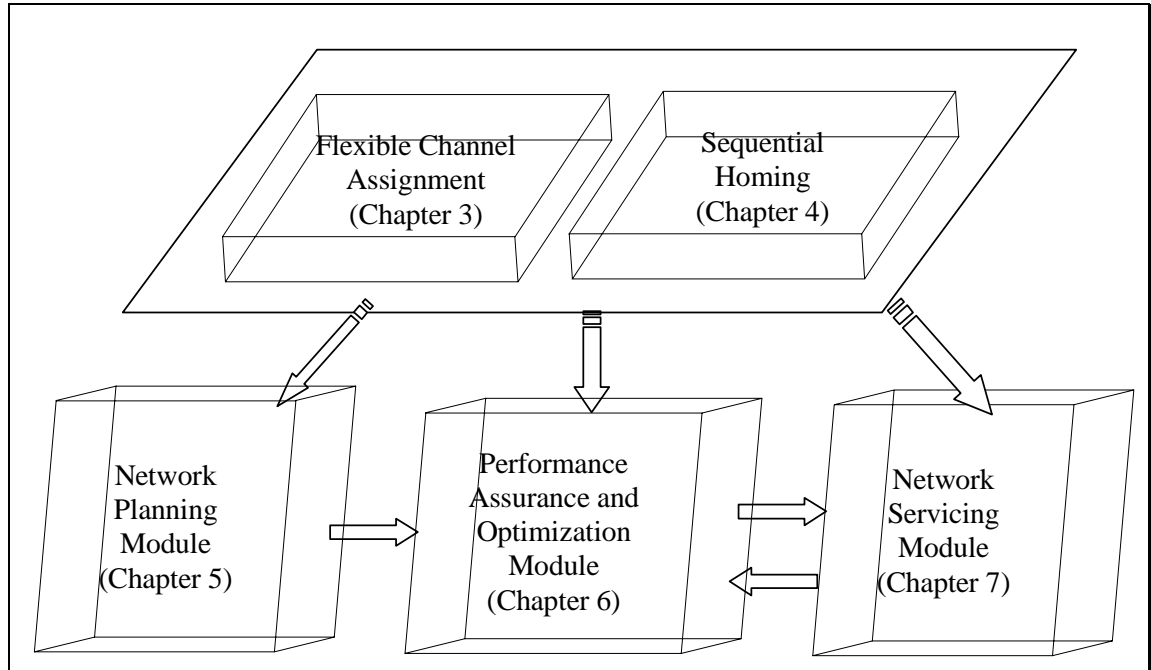 Flexible Channel
Assignment
(Chapter 3)
Sequential
Homing
(Chapter 4)
Network
Planning
Module
(Chapter 5)
Performance
Assurance and
Optimization
Module
(Chapter 6)
Network
Servicing
Module
(Chapter 7)